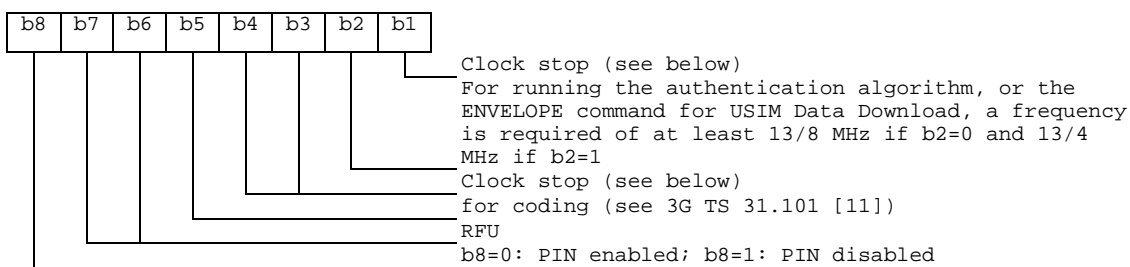 b8 b7 b6 b5 b4 b3 b2 b1
Clock stop (see below)
For running the authentication algorithm, or the
ENVELOPE command for USIM Data Download, a frequency
is required of at least 13/8 MHz if b2=0 and 13/4
MHz if b2=1
Clock stop (see below)
for coding (see 3G TS 31.101 [11])
RFU
b8=0: PIN enabled; b8=1: PIN disabled